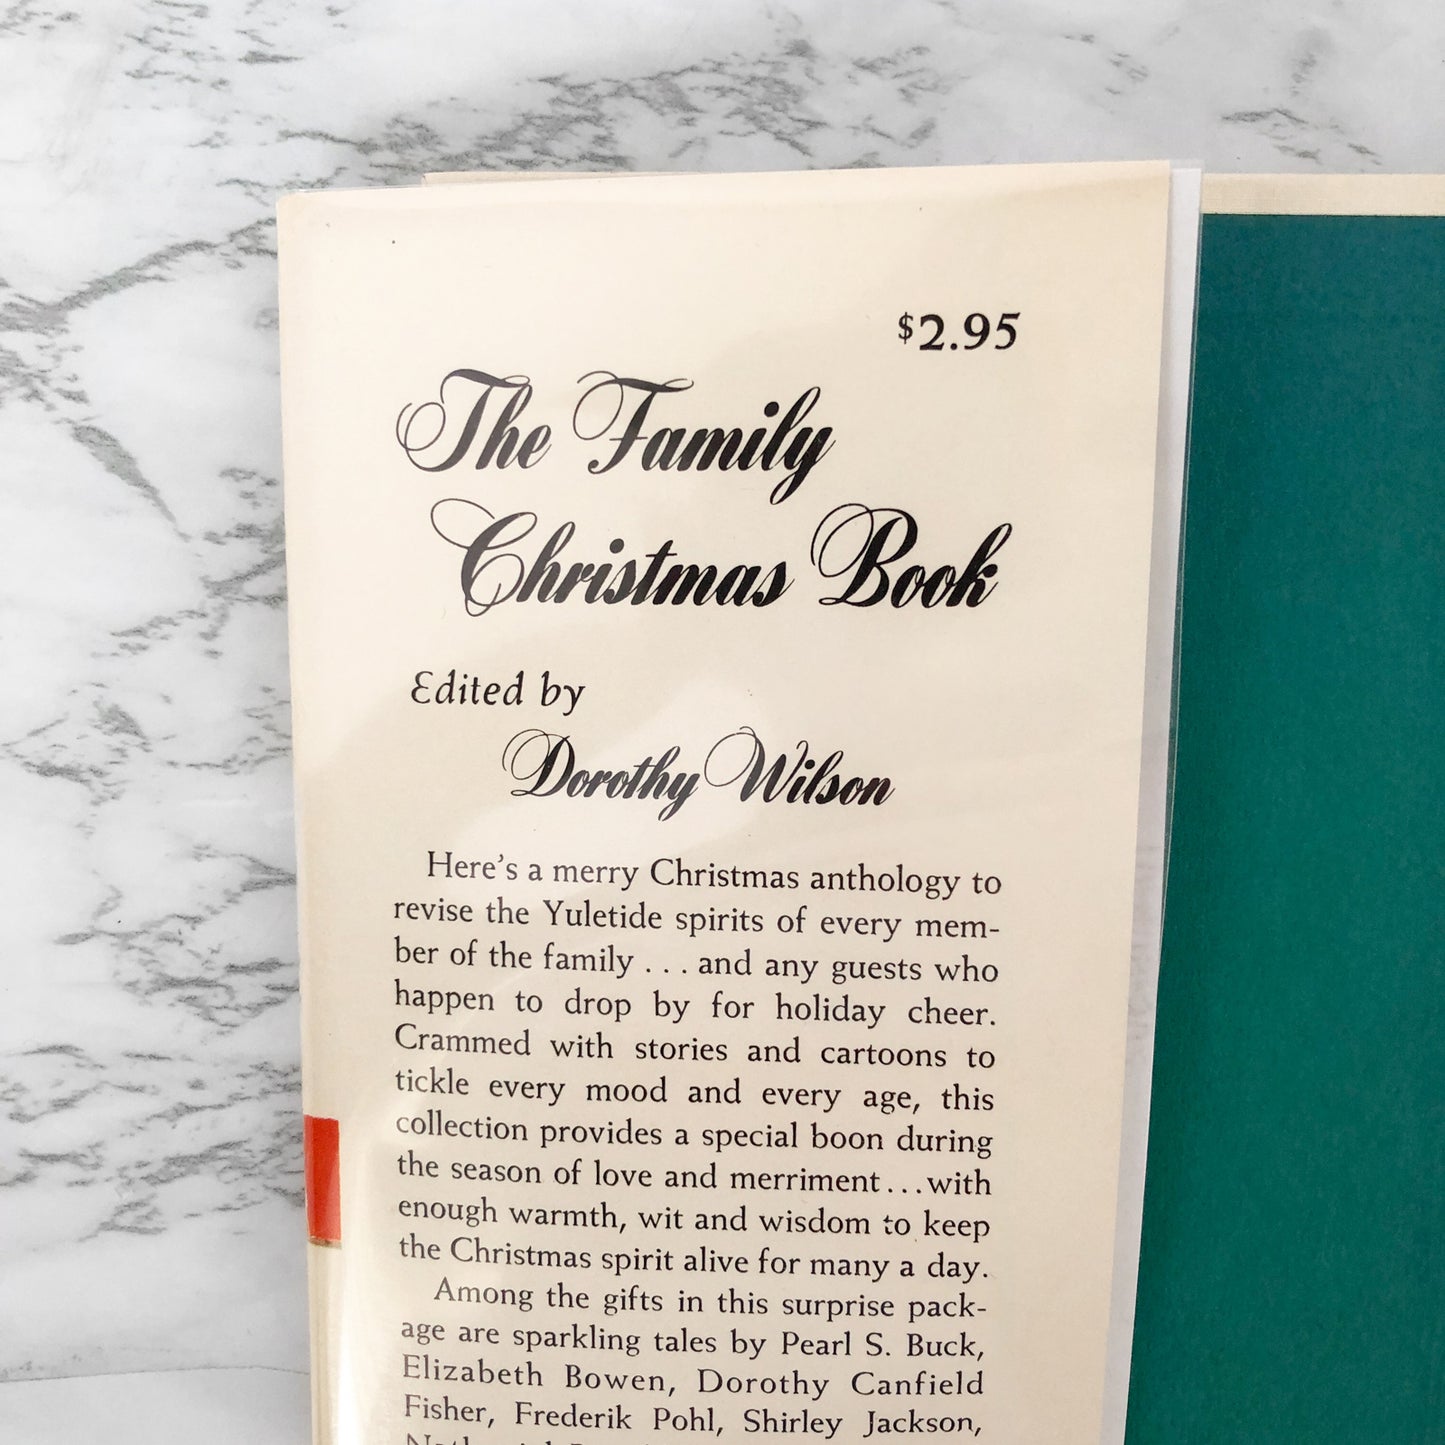 $2.95
The Family
Christmas Book
Edited by
Dorothy Wilson
Here's a merry Christmas anthology to
revise the Yuletide spirits of every mem-
ber of the family . . . and any guests who
happen to drop by for holiday cheer.
Crammed with stories and cartoons to
tickle every mood and every age, this
collection provides a special boon during
the season of love and merriment...with
enough warmth, wit and wisdom to keep
the Christmas spirit alive for many a day.
Among the gifts in this surprise pack-
age are sparkling tales by Pearl S. Buck,
Elizabeth Bowen, Dorothy Canfield
Fisher, Frederik Pohl, Shirley Jackson,